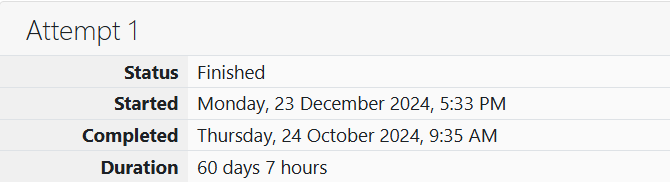 Attempt 1
Status Finished
Started Monday, 23 December 2024, 5:33 PM
Completed Thursday, 24 October 2024, 9:35 AM
Duration 60 days 7 hours